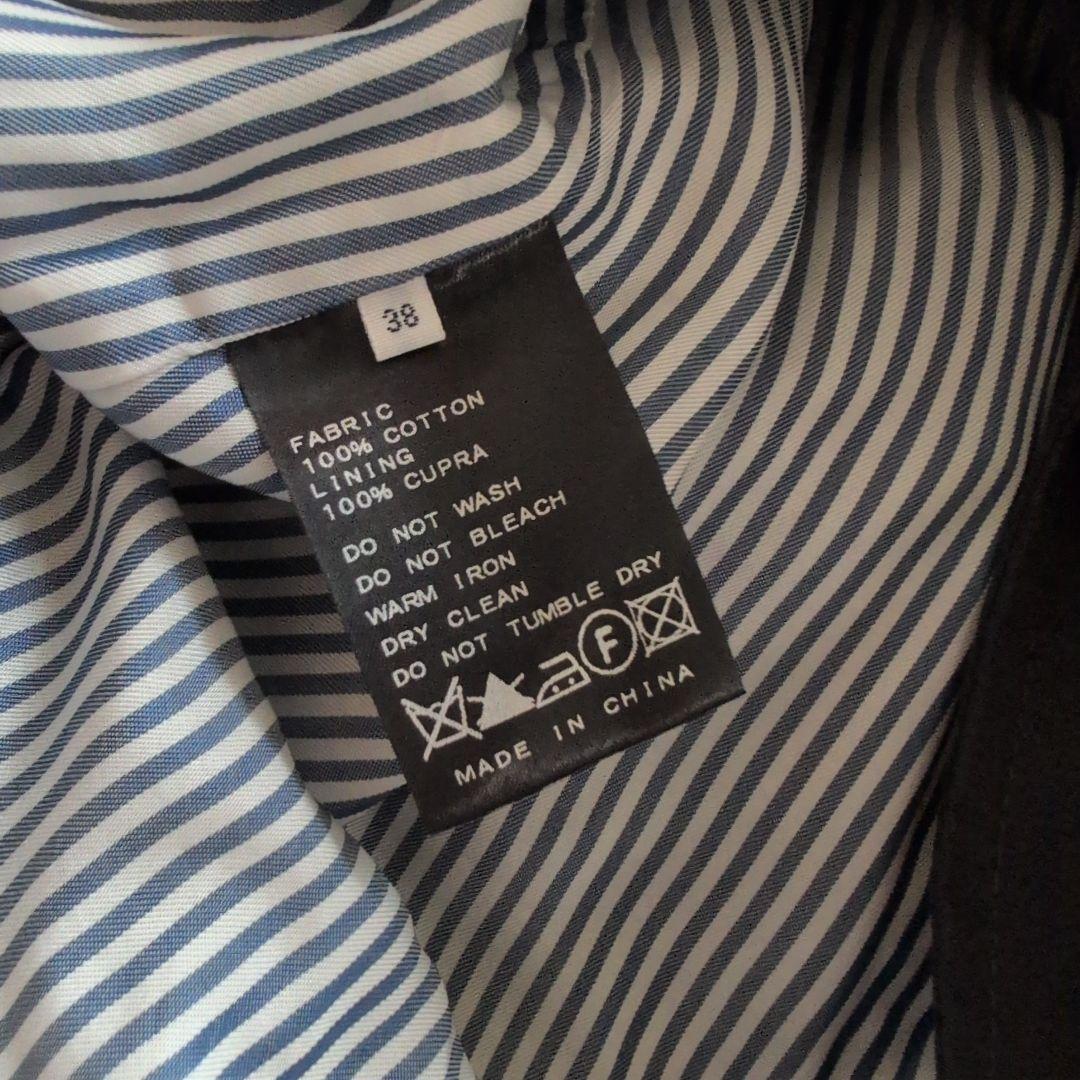 38
FABRIC
100% COTTON
LINING
100% CUPRA
DO NOT WASH
DO NOT BLEACH
WARM IRON
DRY CLEAN
DO NOT TUMBLE DRY
F
MADE IN CHINA